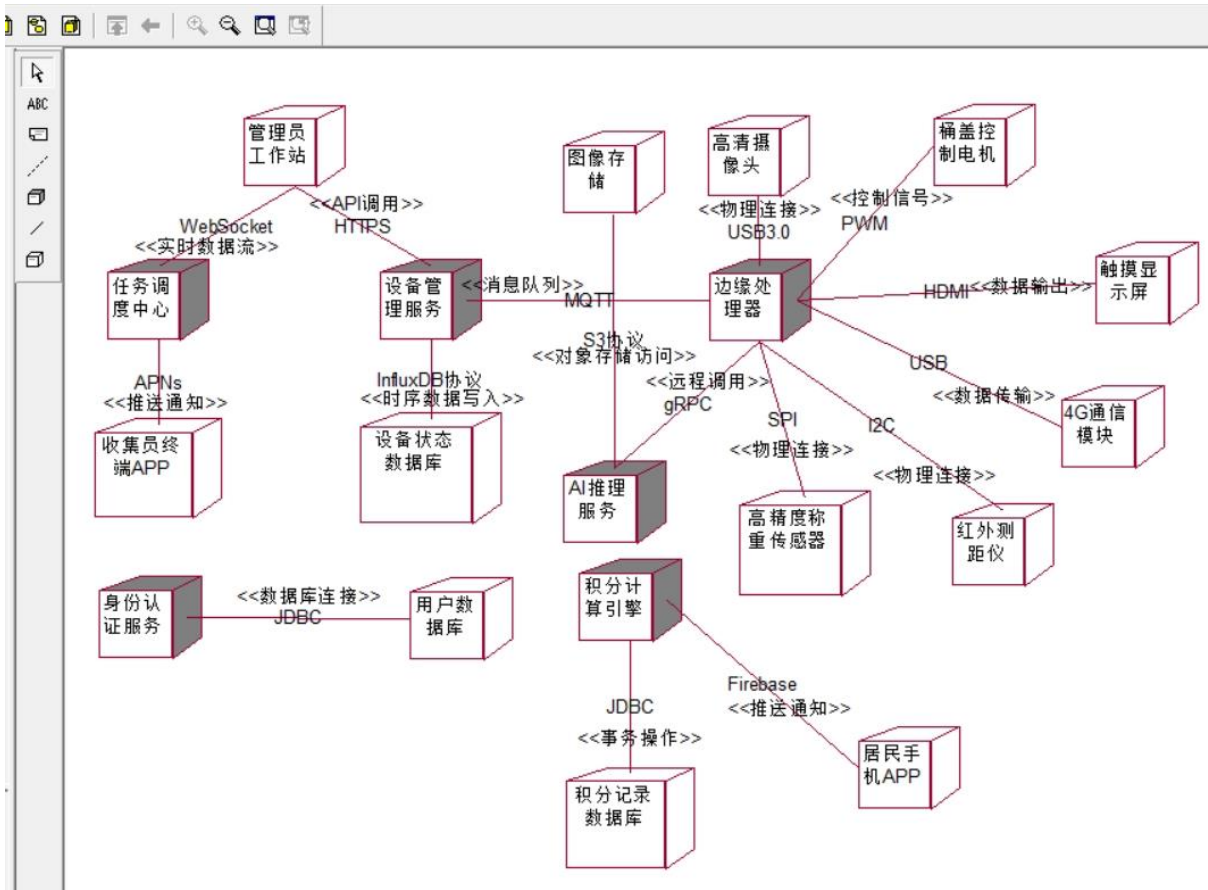 ABC
管理员
工作站
图像存
储
高清摄
像头
桶盖控
制电机
WebSocket
<<实时数据流>>
<<API调用>>
HTTPS
<<物理连接>>
USB3.0
<<控制信号>>
PWM
任务调
度中心
设备管
理服务
<<消息队列>>
MQTT
边缘处
理器
HDMI
<<数据输出>>
触摸显
示屏
S3协议
<<对象存储访问>>
APNs
<<推送通知>>
InfluxDB协议
<<时序数据写入>>
<<远程调用>>
gRPC
USB
<<数据传输>>
SPI
<<物理连接>>
I2C
<<物理连接>>
4G通信
模块
收集员终
端APP
设备状态
数据库
AI推理
服务
高精度称
重传感器
红外测
距仪
身份认
证服务
<<数据库连接>>
JDBC
用户数
据库
积分计
算引擎
JDBC
<<事务操作>>
Firebase
<<推送通知>>
积分记录
数据库
居民手
机APP